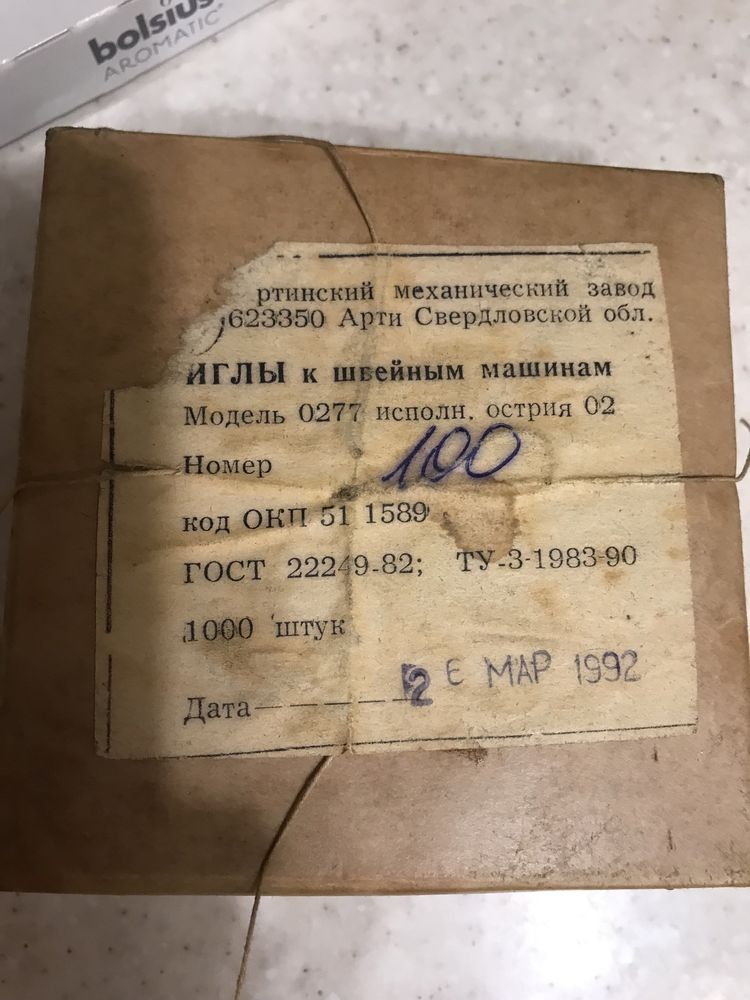 bolsius
AROMATIC
ртинский механический завод
623350 Арти Свердловской обл.
ИГЛЫ к швейным машинам
Модель 0277 исполн. острия 02
Номер 100
код ОКП 51 1589
ГОСТ 22249-82; ТУ-3-1983-90
1000 штук
Дата 2 МАР 1992